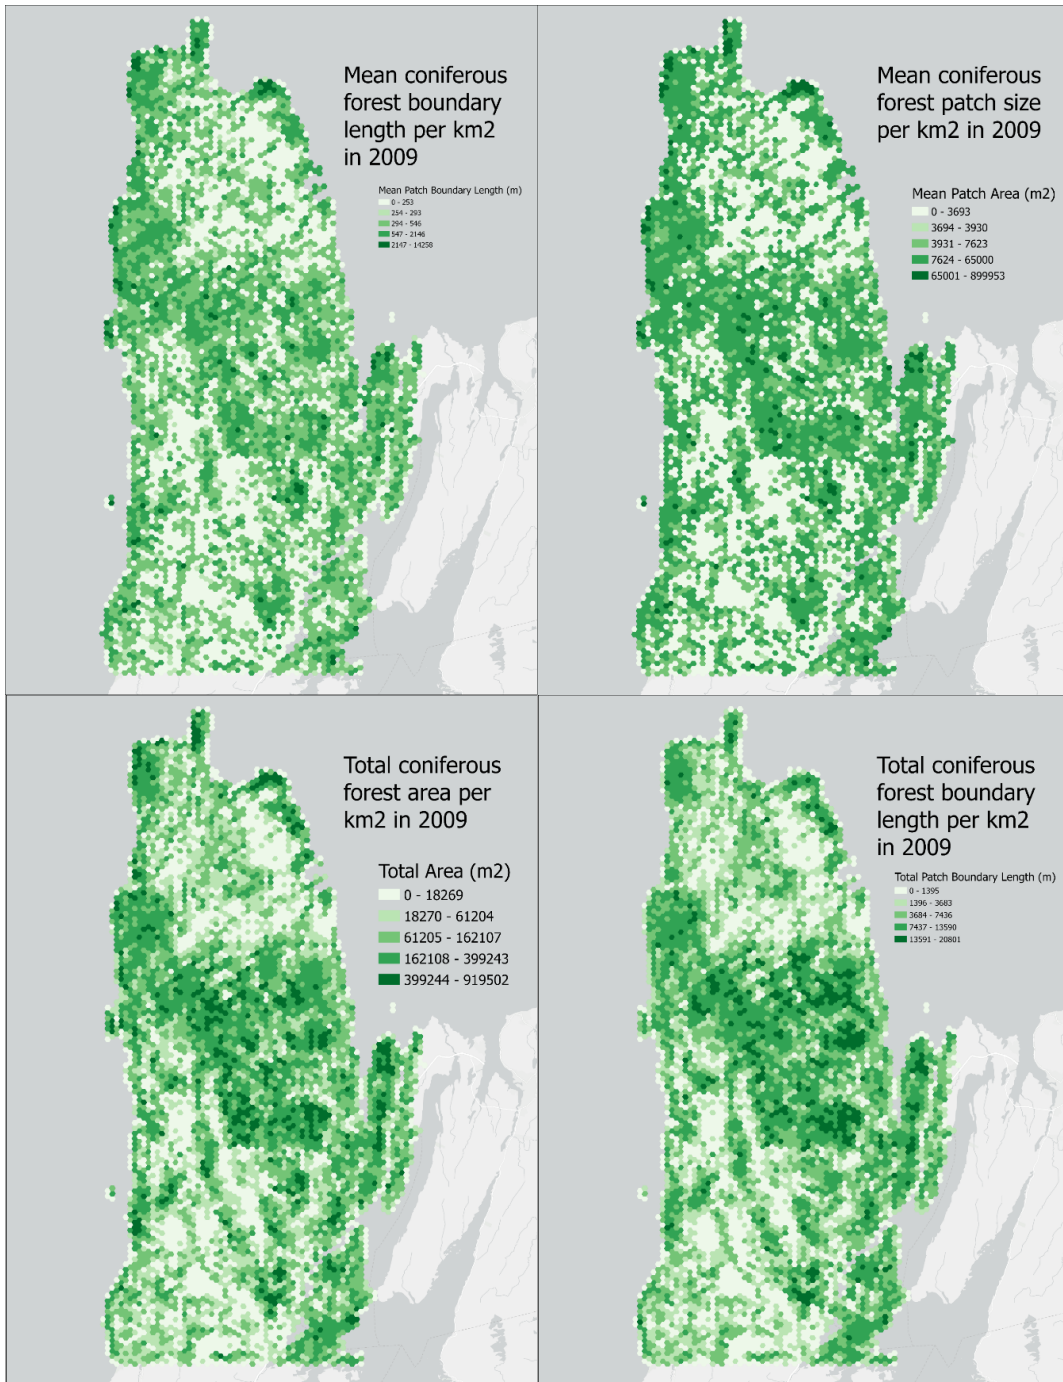 Mean coniferous
forest boundary
length per km2
in 2009
Mean Patch Boundary Length (m)
0 - 253
254 - 293
294 - 546
547 - 2146
2147 - 14258
Mean coniferous
forest patch size
per km2 in 2009
Mean Patch Area (m2)
0 - 3693
3694 - 3930
3931 - 7623
7624 - 65000
65001 - 899953
Total coniferous
forest area per
km2 in 2009
Total Area (m2)
0 - 18269
18270 - 61204
61205 - 162107
162108 - 399243
399244 - 919502
Total coniferous
forest boundary
length per km2
in 2009
Total Patch Boundary Length (m)
0 - 1395
1396 - 3683
3684 - 7436
7437 - 13590
13591 - 20801